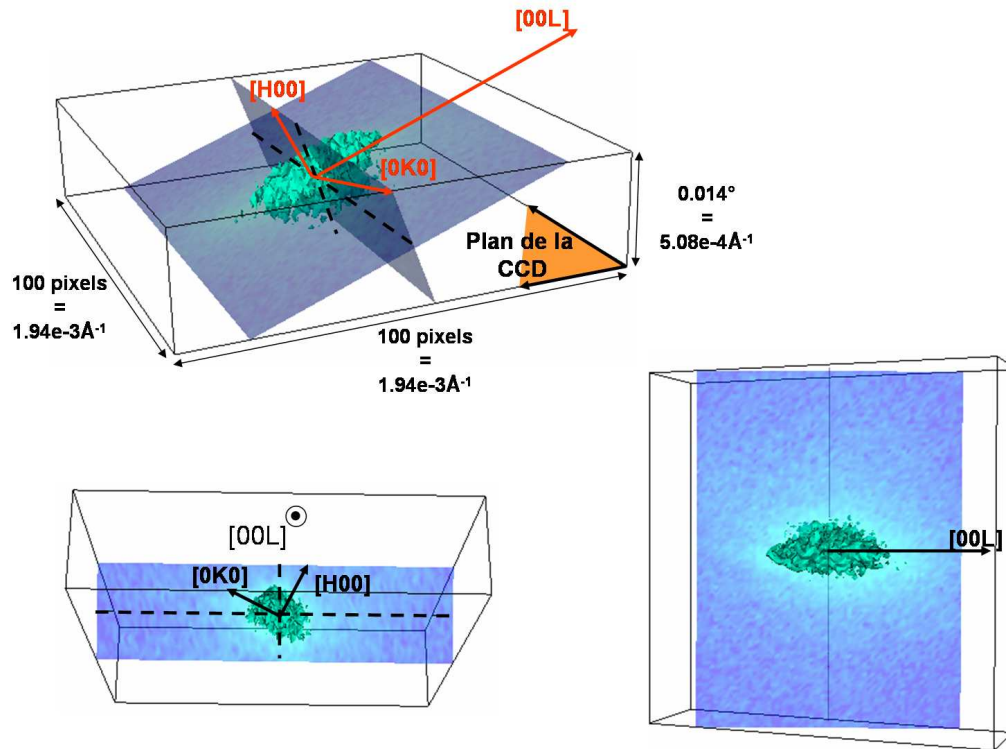 [00L]
[H00]
[0K0]
0.014°
=
5.08e-4Å⁻¹
Plan de la
CCD
100 pixels
=
1.94e-3Å⁻¹
100 pixels
=
1.94e-3Å⁻¹
[00L]
[0K0]
[H00]
[00L]